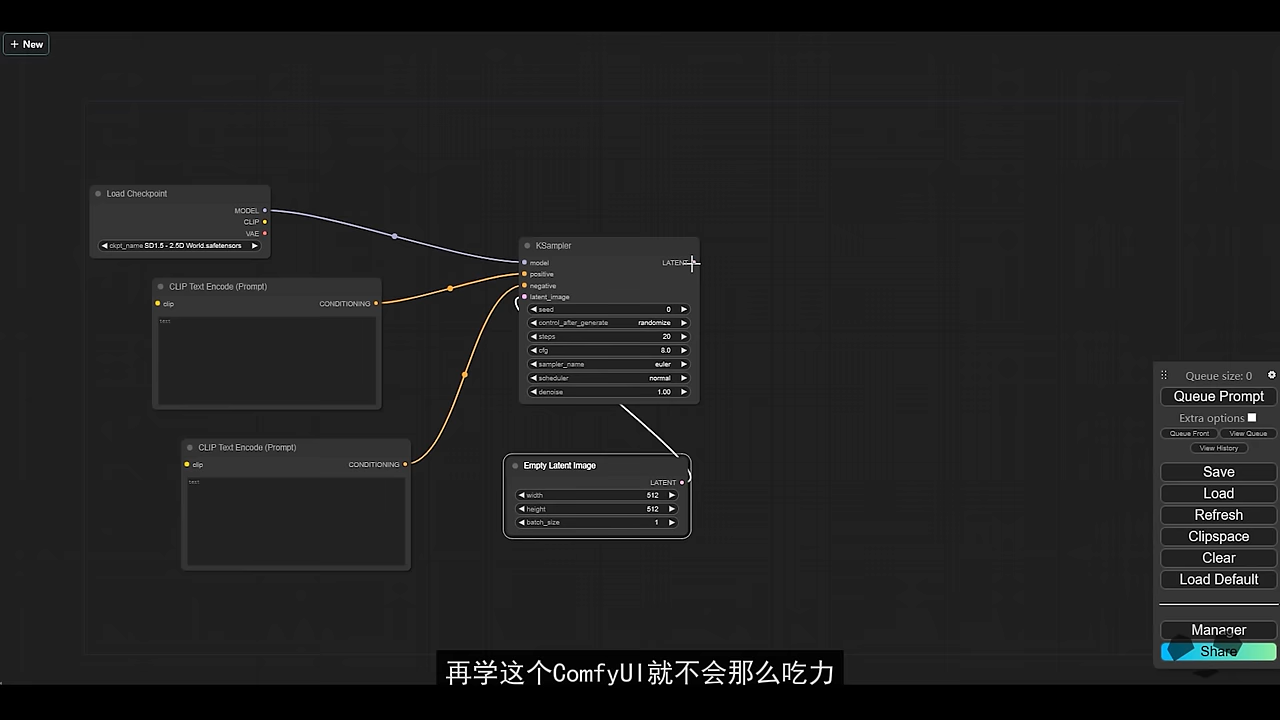 + New
Load Checkpoint
MODEL
CLIP
VAE
ckpt_name SD1.5 - 2.5D World.safetensors
CLIP Text Encode (Prompt)
clip
CONDITIONING
text
CLIP Text Encode (Prompt)
clip
CONDITIONING
text
KSampler
model
LATENT
positive
negative
latent_image
seed 0
control_after_generate randomize
steps 20
cfg 8.0
sampler_name euler
scheduler normal
denoise 1.00
Empty Latent Image
LATENT
width 512
height 512
batch_size 1
Queue size: 0
Queue Prompt
Extra options
Queue Front View Queue
View History
Save
Load
Refresh
Clipspace
Clear
Load Default
Manager
Share
再学这个ComfyUI就不会那么吃力